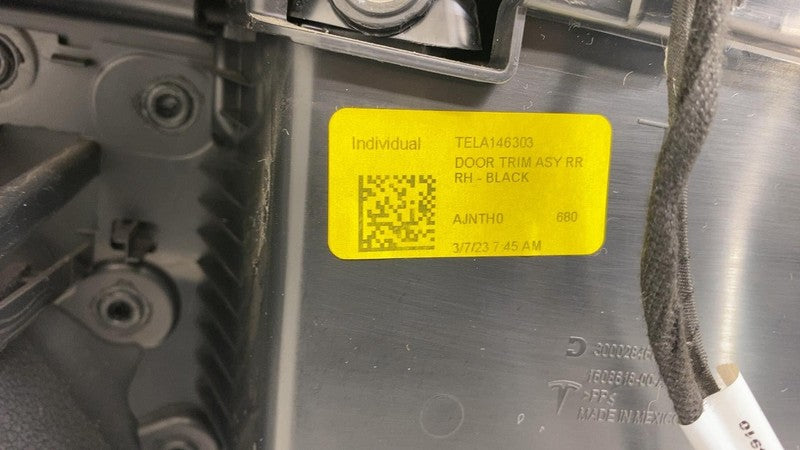 Individual TELA146303
DOOR TRIM ASY RR
RH - BLACK
AJNTH0 680
3/7/23 7:45 AM
MADE IN MEXICO